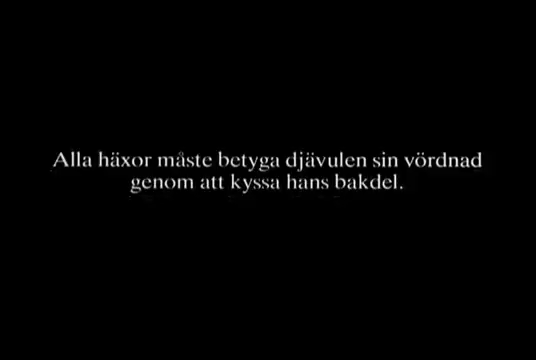 Alla häxor måste betyga djävulen sin vördnad
genom att kyssa hans bakdel.